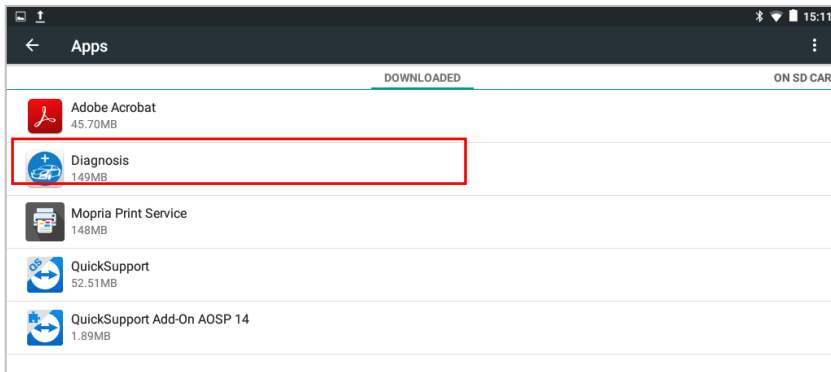 15:11
Apps
DOWNLOADED
ON SD CAR
Adobe Acrobat
45.70MB
Diagnosis
149MB
Mopria Print Service
148MB
QS
QuickSupport
52.51MB
QuickSupport Add-On AOSP 14
1.89MB